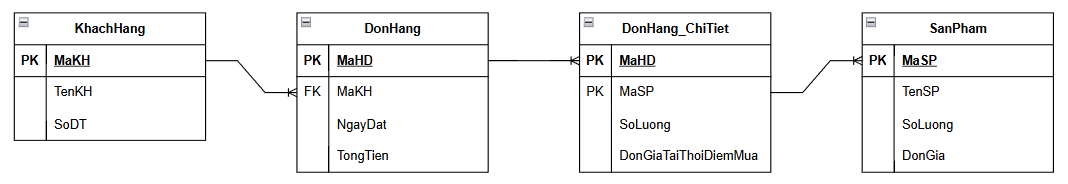 KhachHang
PK MaKH
TenKH
SoDT
DonHang
PK MaHD
FK MaKH
NgayDat
TongTien
DonHang_ChiTiet
PK MaHD
PK MaSP
SoLuong
DonGiaTaiThoiDiemMua
SanPham
PK MaSP
TenSP
SoLuong
DonGia